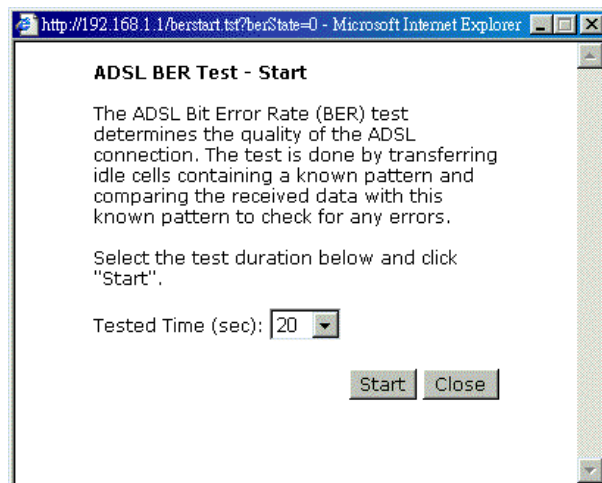 http://192.168.1.1/berstart.tst?berState=0 - Microsoft Internet Explorer
ADSL BER Test - Start
The ADSL Bit Error Rate (BER) test
determines the quality of the ADSL
connection. The test is done by transferring
idle cells containing a known pattern and
comparing the received data with this
known pattern to check for any errors.
Select the test duration below and click
"Start".
Tested Time (sec): 20
Start Close